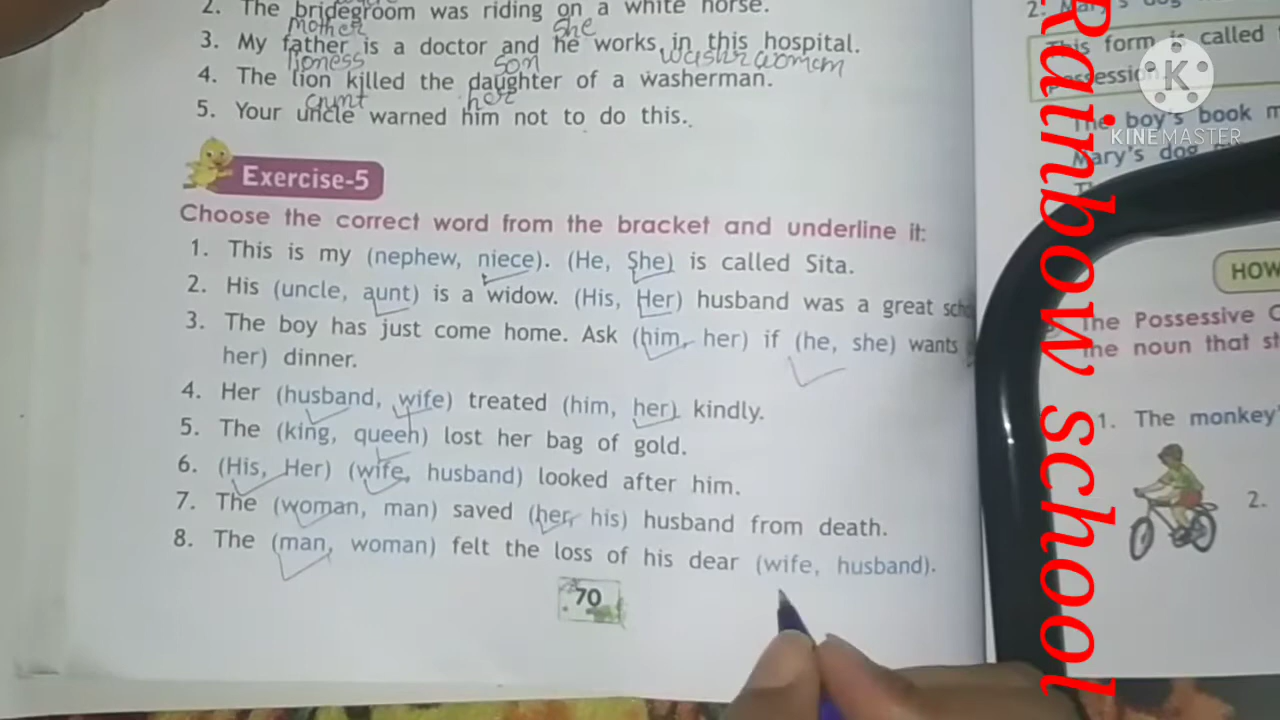 2. The bridegroom was riding on a white horse.
mother she
3. My father is a doctor and he works in this hospital.
lioness son washrwomem
4. The lion killed the daughter of a washerman.
aunt her
5. Your uncle warned him not to do this.
Exercise-5
Choose the correct word from the bracket and underline it:
1. This is my (nephew, niece). (He, She) is called Sita.
2. His (uncle, aunt) is a widow. (His, Her) husband was a great
3. The boy has just come home. Ask (him, her) if (he, she) wants
her) dinner.
4. Her (husband, wife) treated (him, her) kindly.
5. The (king, queen) lost her bag of gold.
6. (His, Her) (wife, husband) looked after him.
7. The (woman, man) saved (her, his) husband from death.
8. The (man, woman) felt the loss of his dear (wife, husband).
70
2. Mary's dog
This form is called
possession.
The boy's book
Mary's dog
HOW
The Possessive
the noun that
1. The monkey'
2.
K
KINEMASTER
Rainbow school